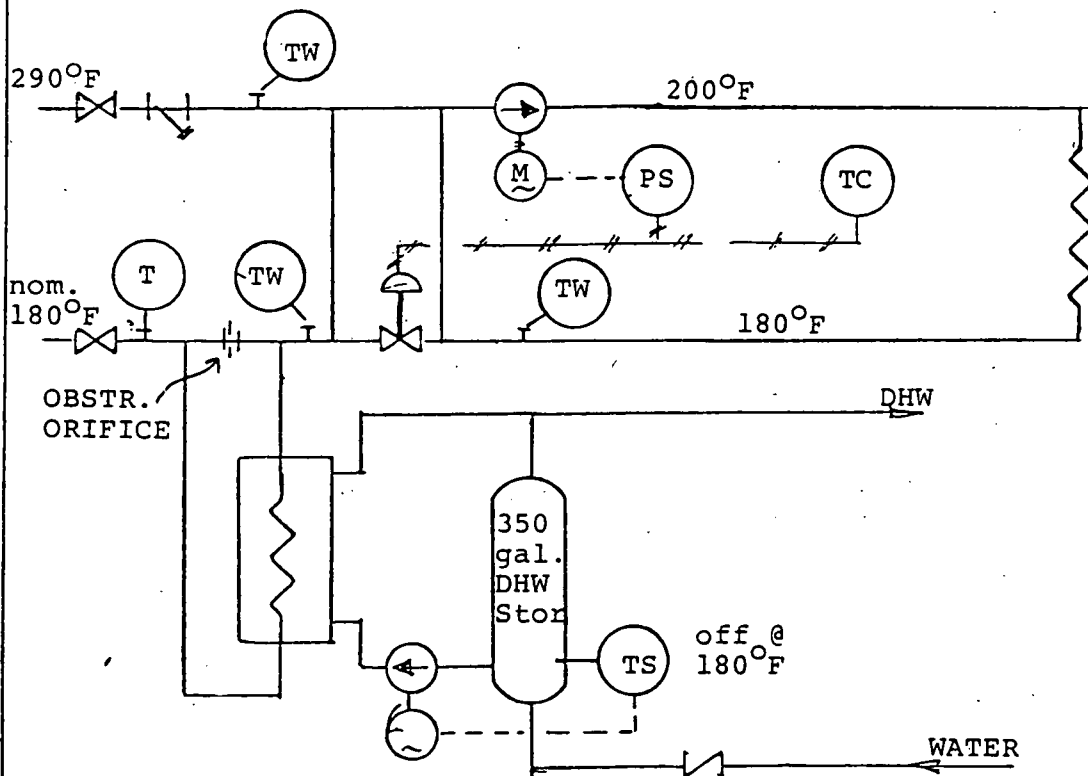 TW
290°F
200°F
M
~
PS
TC
T
TW
TW
nom.
180°F
180°F
OBSTR.
ORIFICE
DHW
350
gal.
DHW
Stor
off @
180°F
TS
~
WATER